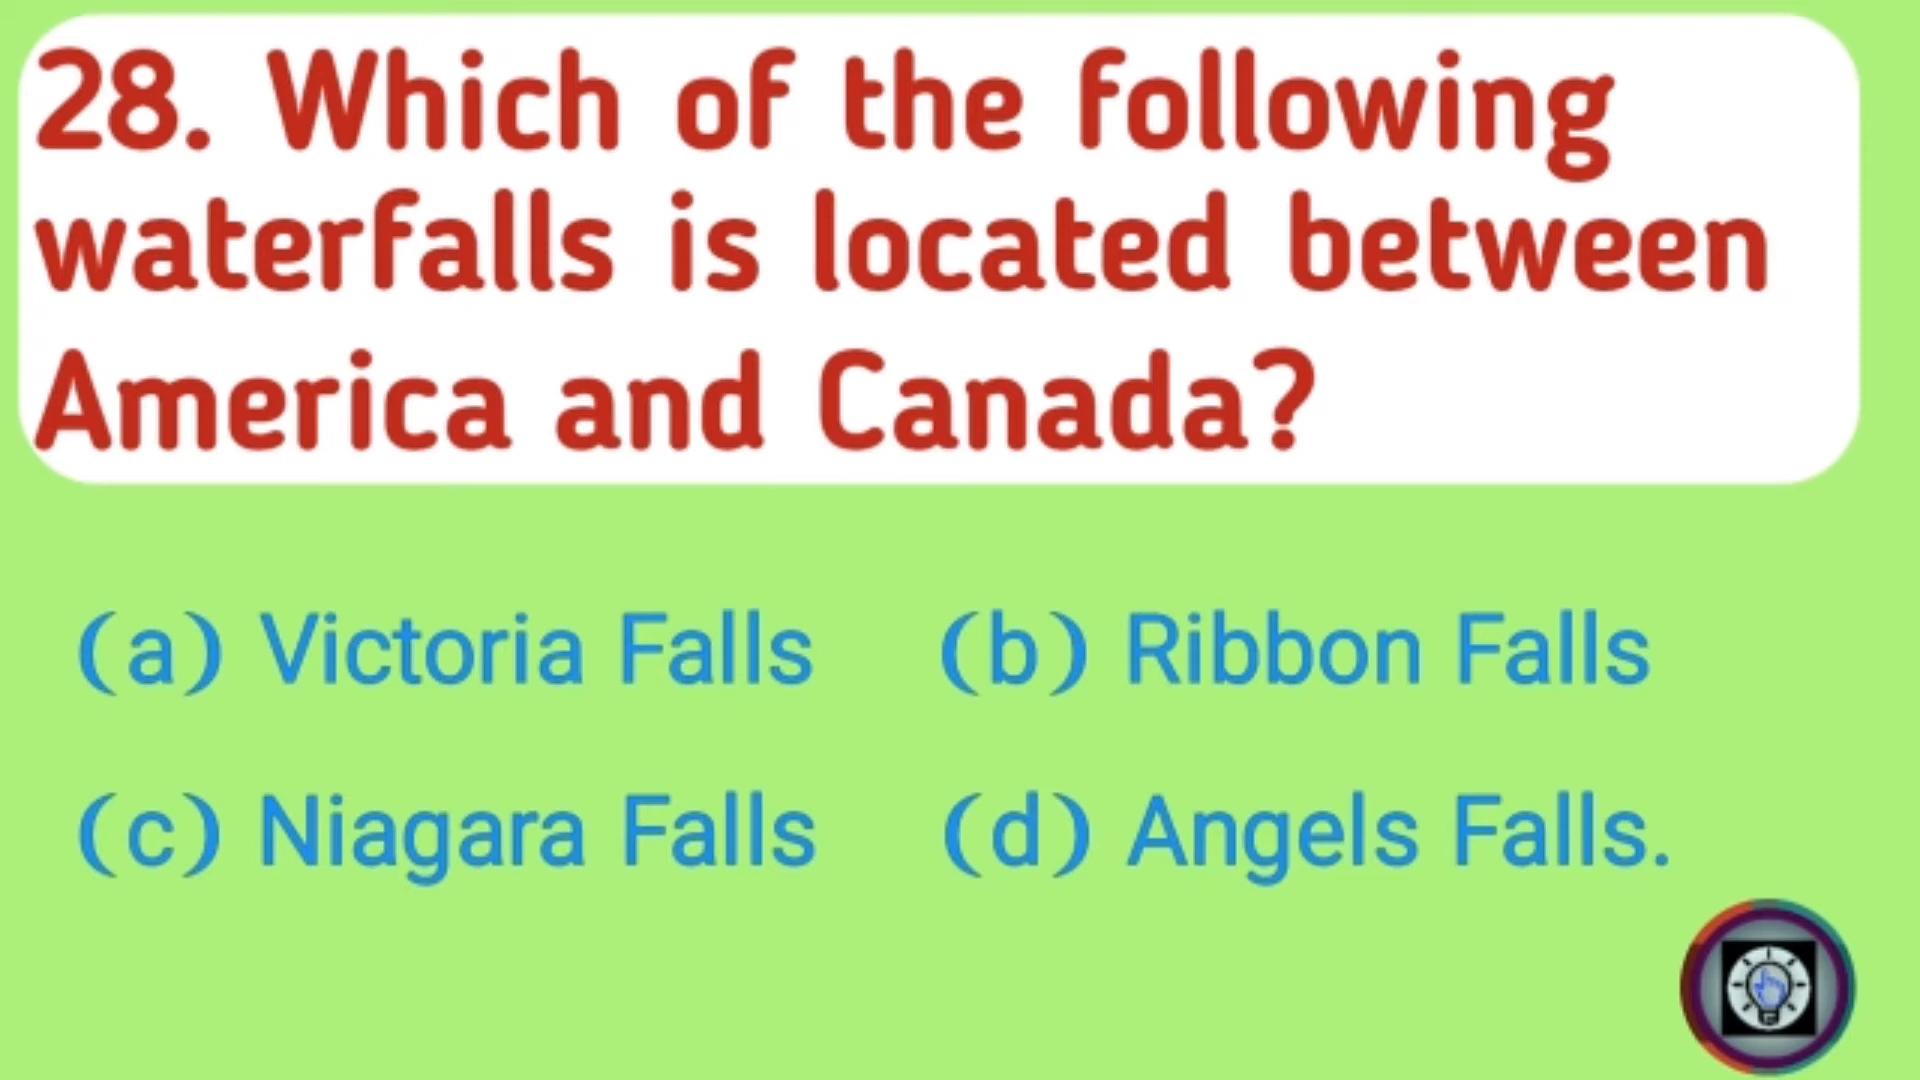 28. Which of the following
waterfalls is located between
America and Canada?
(a) Victoria Falls (b) Ribbon Falls
(c) Niagara Falls (d) Angels Falls.